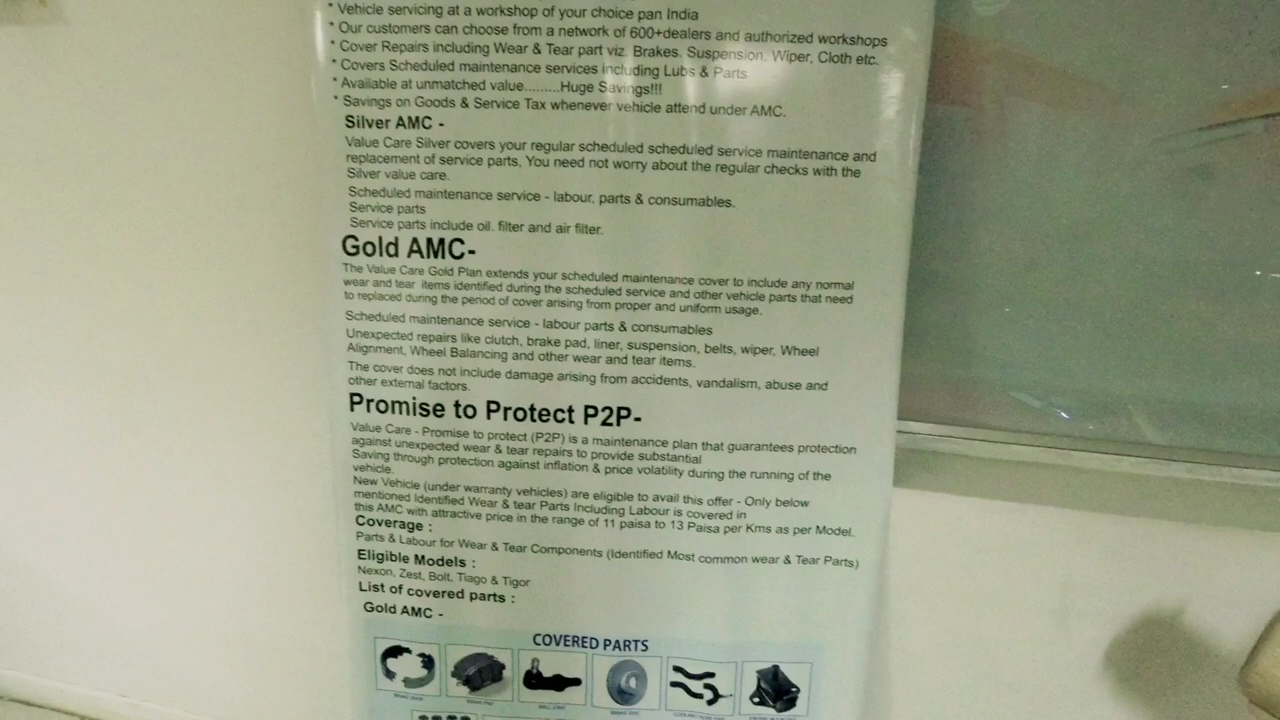 * Vehicle servicing at a workshop of your choice pan India
* Our customers can choose from a network of 600+dealers and authorized workshops
* Cover Repairs including Wear & Tear part viz. Brakes. Suspension. Wiper, Cloth etc.
* Covers Scheduled maintenance services including Lubs & Parts
* Available at unmatched value.........Huge Savings!!!
* Savings on Goods & Service Tax whenever vehicle attend under AMC.
Silver AMC -
Value Care Silver covers your regular scheduled scheduled service maintenance and
replacement of service parts, You need not worry about the regular checks with the
Silver value care.
Scheduled maintenance service - labour, parts & consumables.
Service parts
Service parts include oil. filter and air filter.
Gold AMC-
The Value Care Gold Plan extends your scheduled maintenance cover to include any normal
wear and tear items identified during the scheduled service and other vehicle parts that need
to replaced during the period of cover arising from proper and uniform usage.
Scheduled maintenance service - labour parts & consumables
Unexpected repairs like clutch, brake pad, liner, suspension, belts, wiper, Wheel
Alignment, Wheel Balancing and other wear and tear items.
The cover does not include damage arising from accidents, vandalism, abuse and
other external factors.
Promise to Protect P2P-
Value Care - Promise to protect (P2P) is a maintenance plan that guarantees protection
against unexpected wear & tear repairs to provide substantial
Saving through protection against inflation & price volatility during the running of the
vehicle.
New Vehicle (under warranty vehicles) are eligible to avail this offer - Only below
mentioned Identified Wear & tear Parts Including Labour is covered in
this AMC with attractive price in the range of 11 paisa to 13 Paisa per Kms as per Model.
Coverage :
Parts & Labour for Wear & Tear Components (Identified Most common wear & Tear Parts)
Eligible Models :
Nexon, Zest, Bolt, Tiago & Tigor
List of covered parts :
Gold AMC -
COVERED PARTS